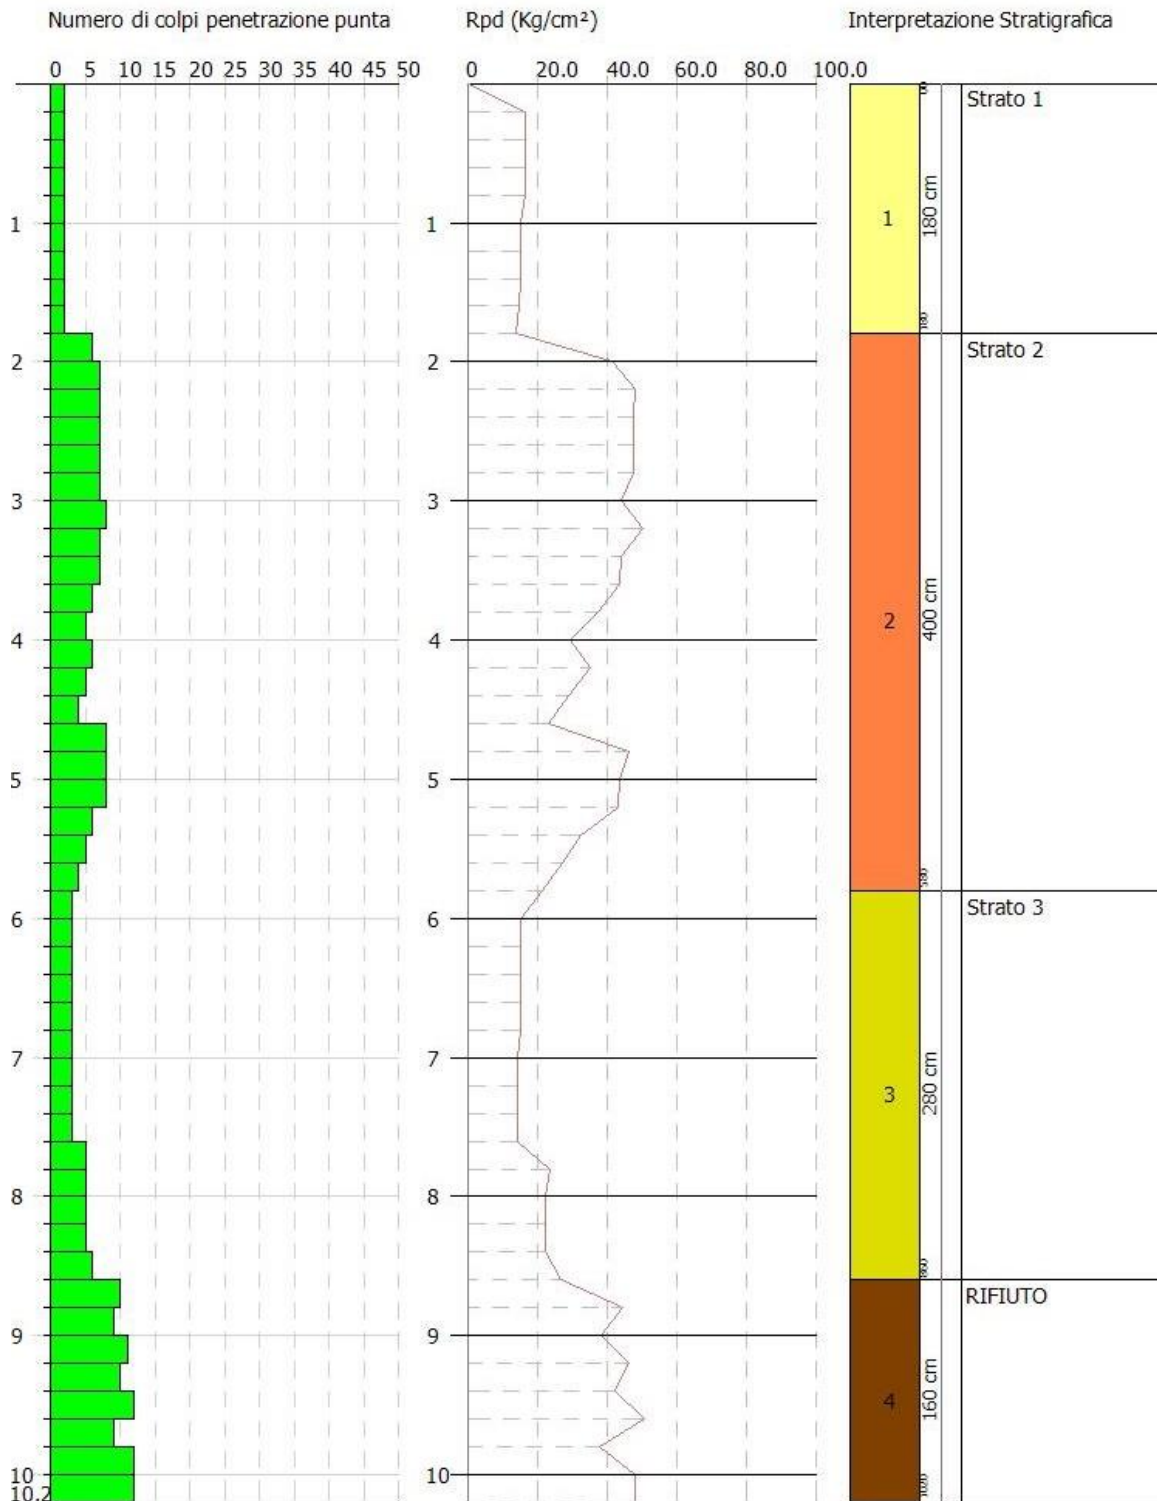 Numero di colpi penetrazione punta
Rpd (Kg/cm²)
Interpretazione Stratigrafica
0 5 10 15 20 25 30 35 40 45 50
0 20.0 40.0 60.0 80.0 100.0
Strato 1
1
1
1
180 cm
180
2
2
Strato 2
3
3
2
400 cm
4
4
5
5
580
6
6
Strato 3
7
7
3
280 cm
8
8
860
RIFIUTO
9
9
4
160 cm
10
10
10.2